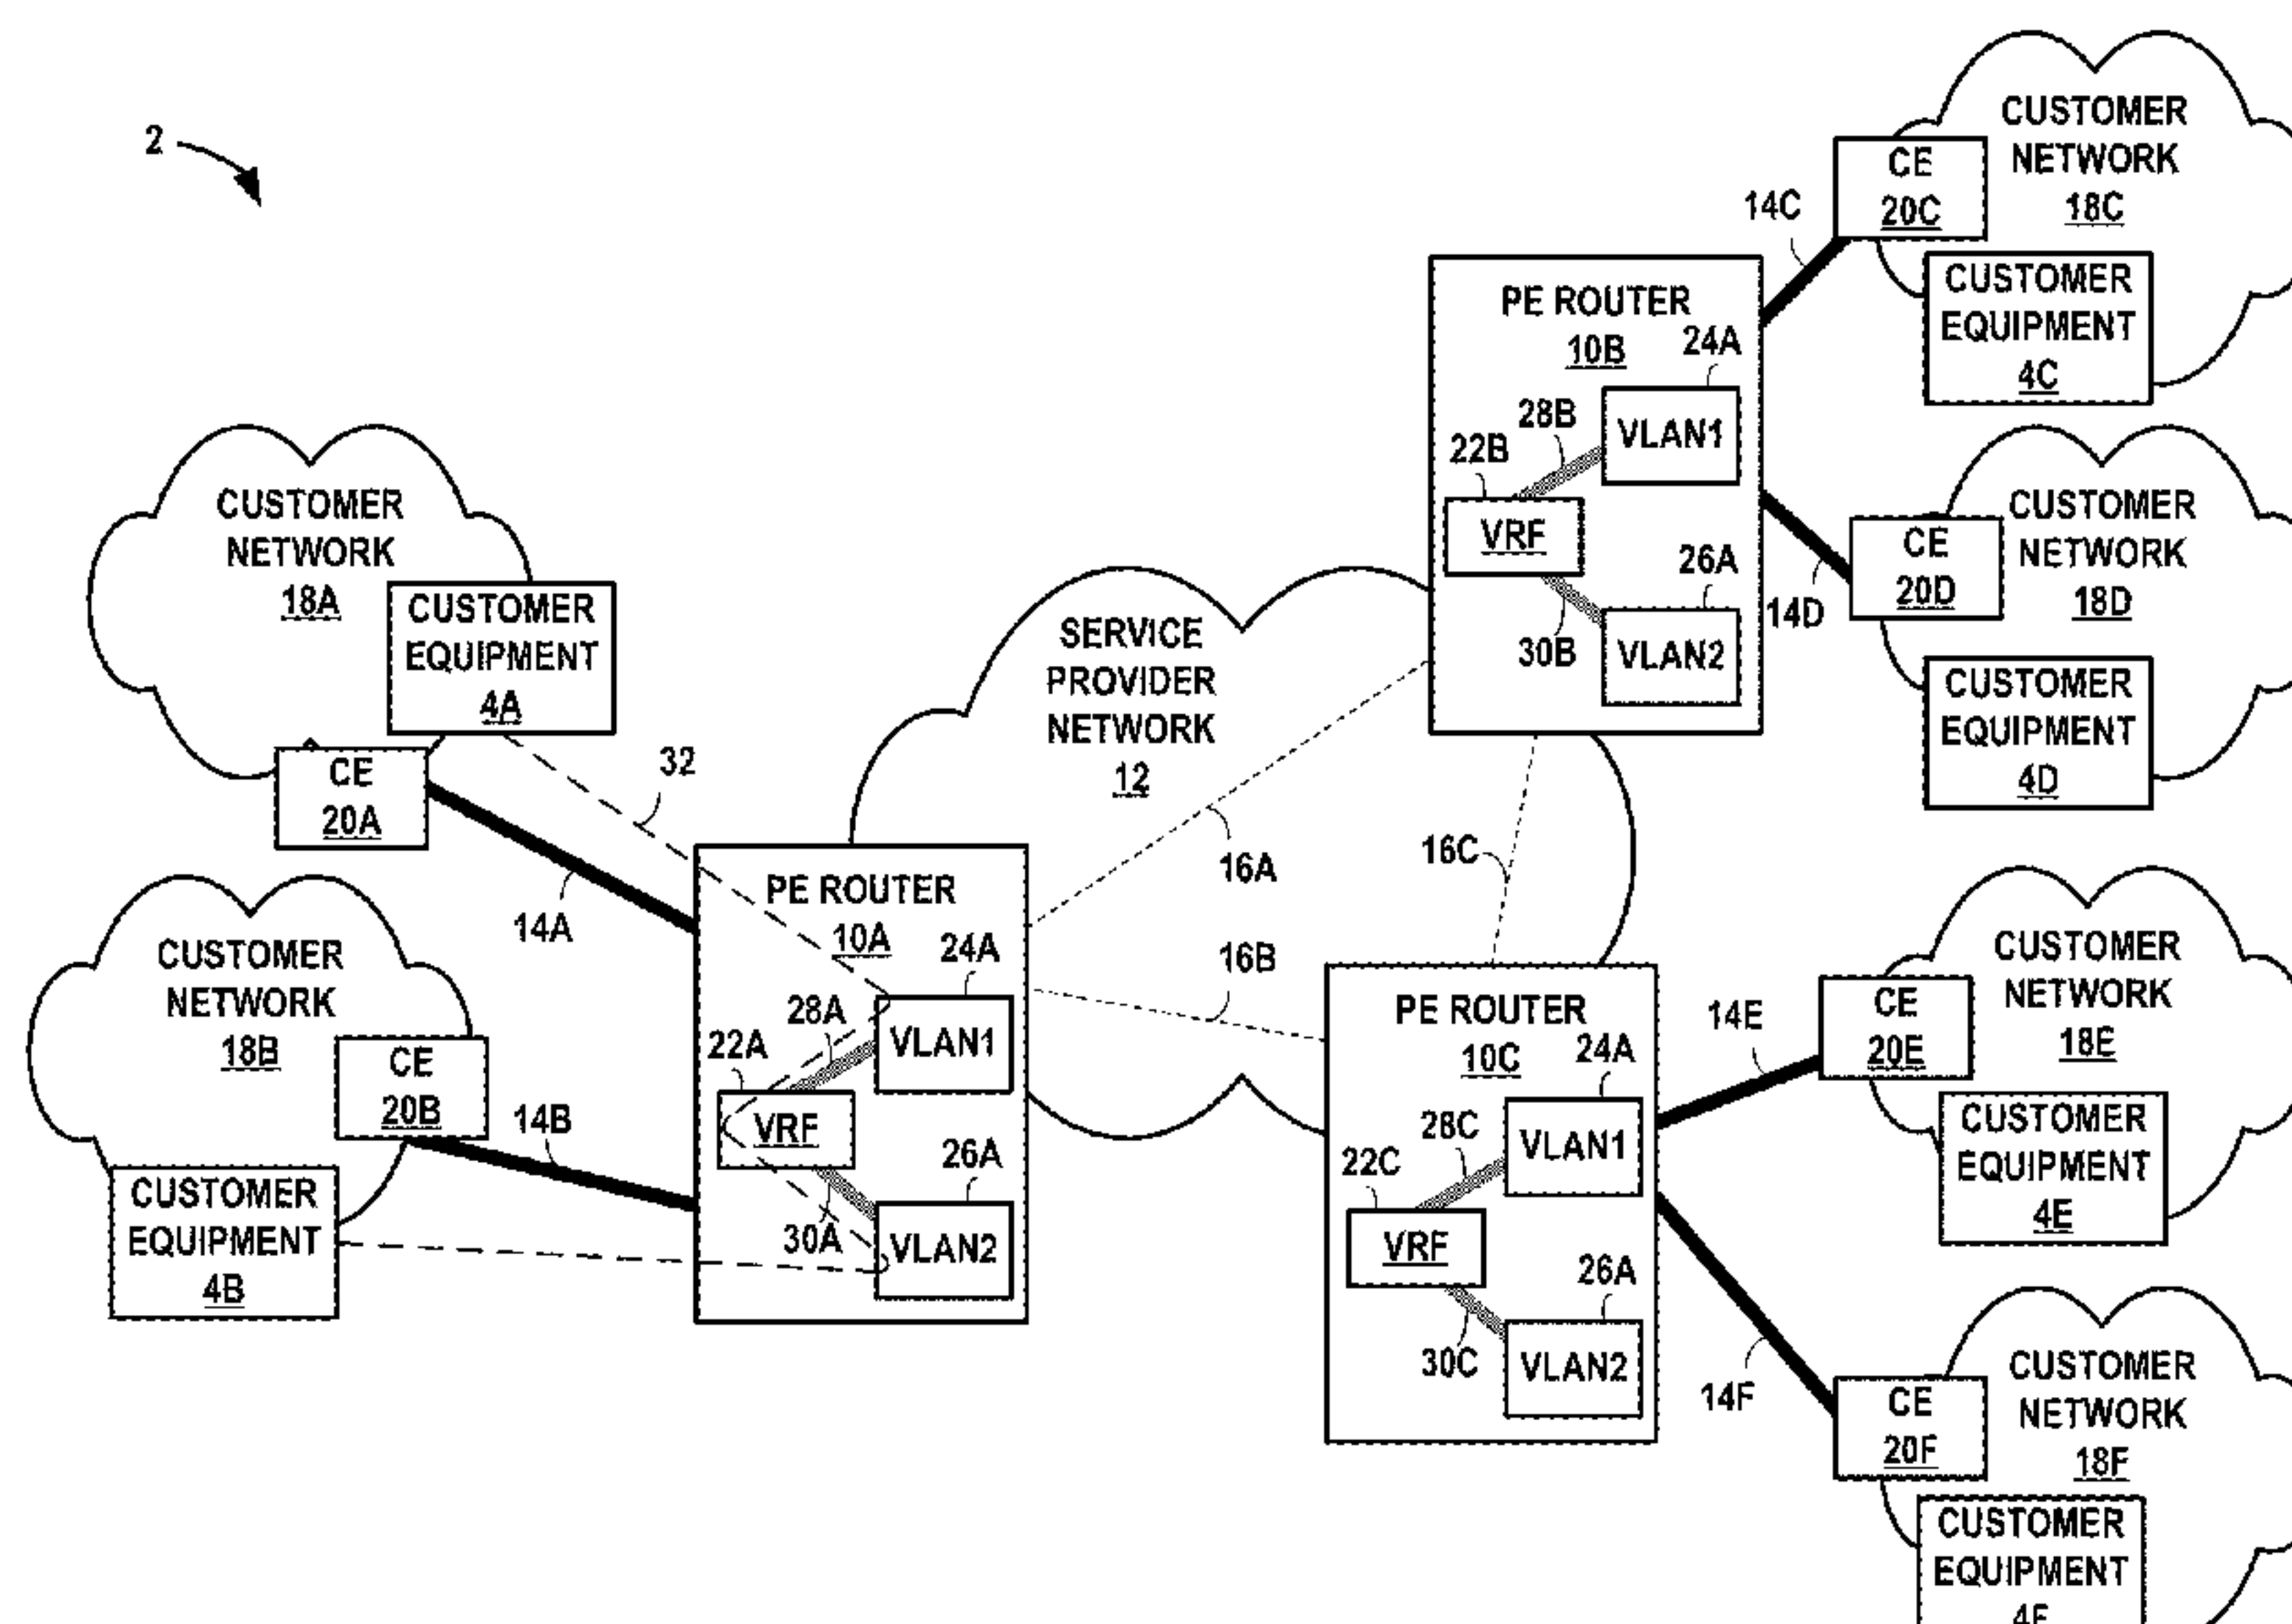 2
CUSTOMER
NETWORK
18A
CUSTOMER
EQUIPMENT
4A
CE
20A
32
14A
CUSTOMER
NETWORK
18B
CE
20B
14B
CUSTOMER
EQUIPMENT
4B
SERVICE
PROVIDER
NETWORK
12
16A
16B
16C
PE ROUTER
10A
24A
VLAN1
28A
22A
VRF
30A
26A
VLAN2
PE ROUTER
10B
24A
VLAN1
28B
22B
VRF
30B
26A
VLAN2
PE ROUTER
10C
24A
VLAN1
28C
22C
VRF
30C
26A
VLAN2
14C
CE
20C
CUSTOMER
NETWORK
18C
CUSTOMER
EQUIPMENT
4C
14D
CE
20D
CUSTOMER
NETWORK
18D
CUSTOMER
EQUIPMENT
4D
14E
CE
20E
CUSTOMER
NETWORK
18E
CUSTOMER
EQUIPMENT
4E
14F
CE
20F
CUSTOMER
NETWORK
18F
CUSTOMER
EQUIPMENT